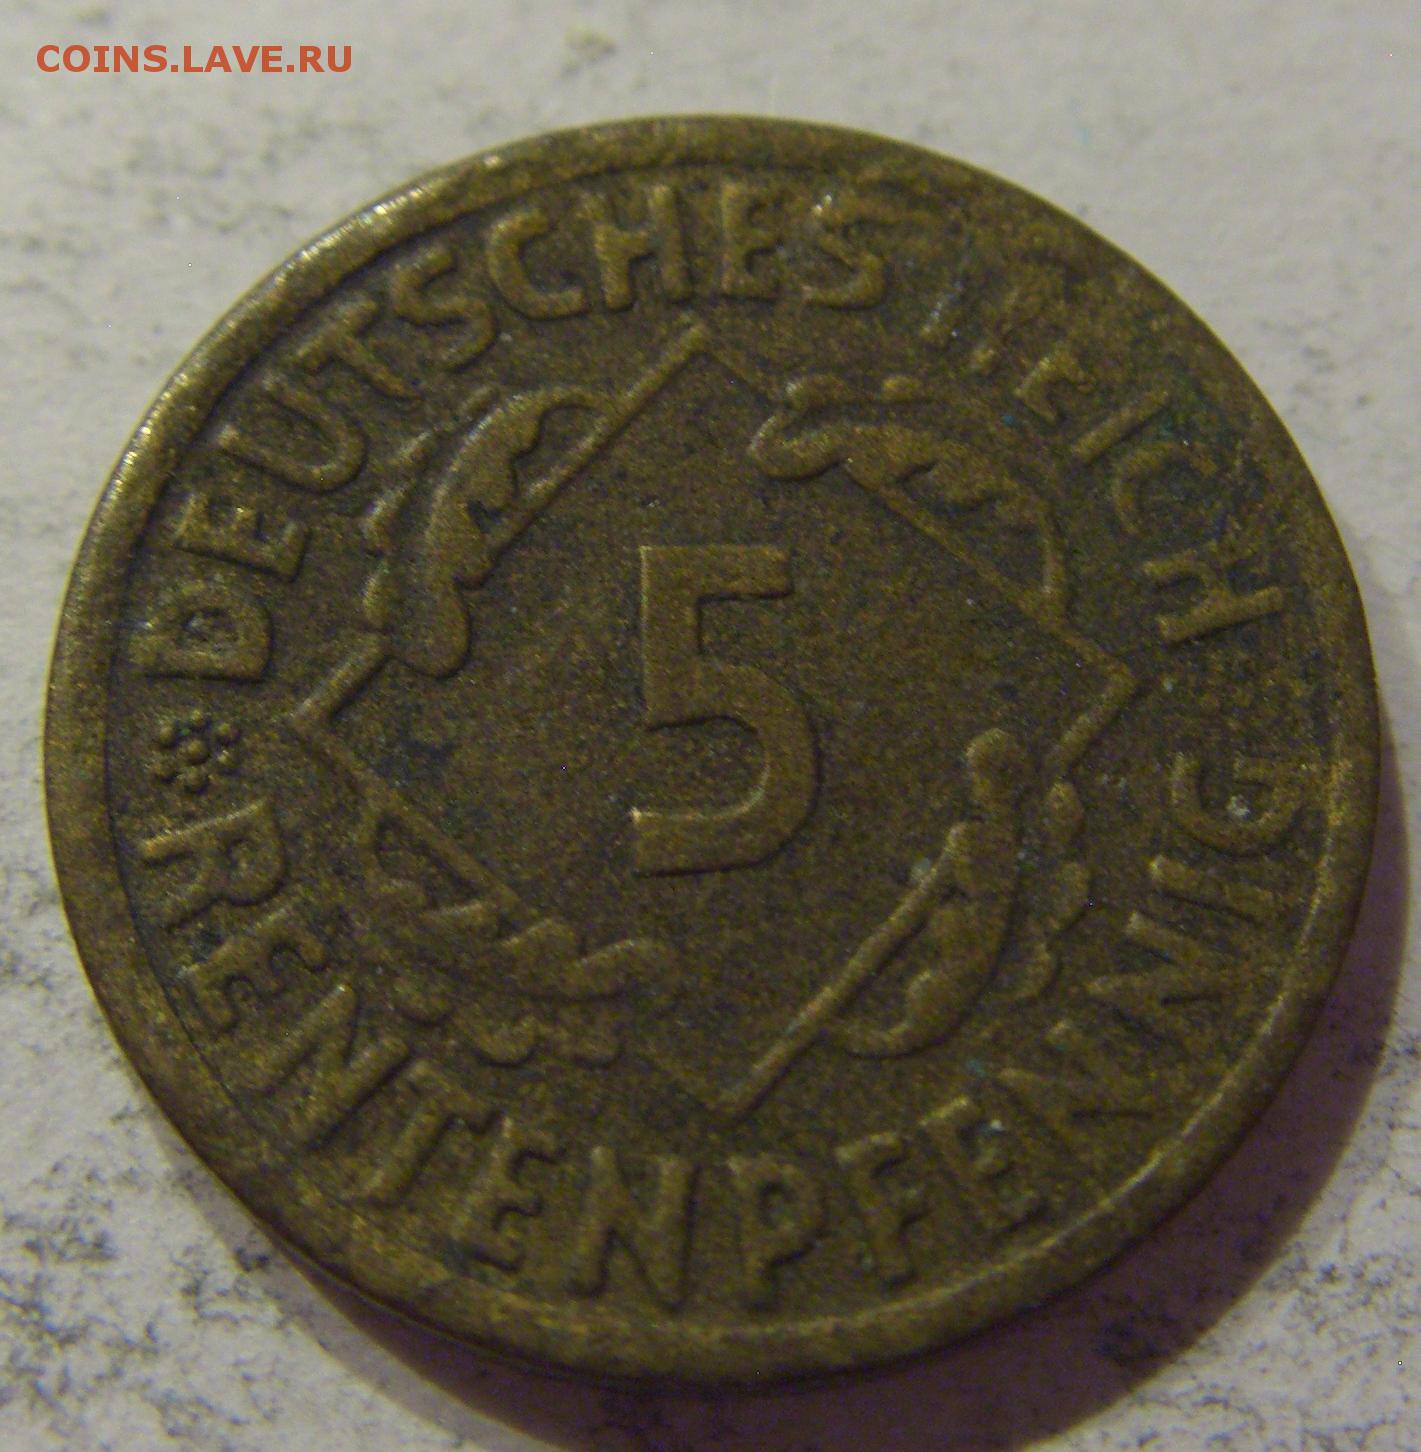 COINS.LAVE.RU
DEUTSCHES REICH
5
RENTENPFENNIG